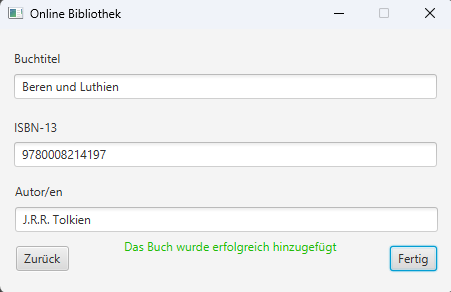 Online Bibliothek
Buchtitel
Beren und Luthien
ISBN-13
9780008214197
Autor/en
J.R.R. Tolkien
Das Buch wurde erfolgreich hinzugefügt
Zurück
Fertig